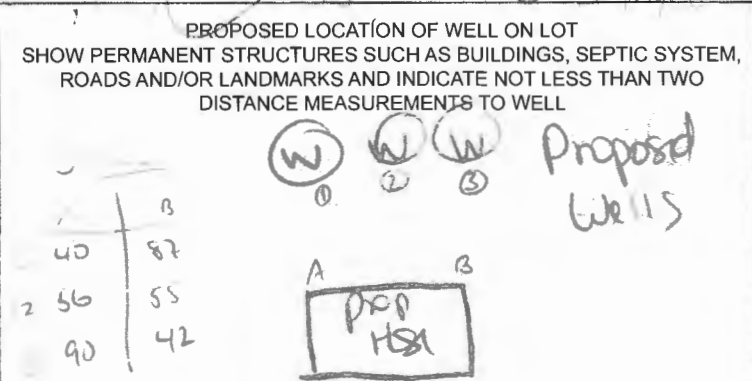 PROPOSED LOCATION OF WELL ON LOT
SHOW PERMANENT STRUCTURES SUCH AS BUILDINGS, SEPTIC SYSTEM,
ROADS AND/OR LANDMARKS AND INDICATE NOT LESS THAN TWO
DISTANCE MEASUREMENTS TO WELL
W W W Proposed
① ② ③ Wells
B
40 87
2 56 55
90 42
A B
prop